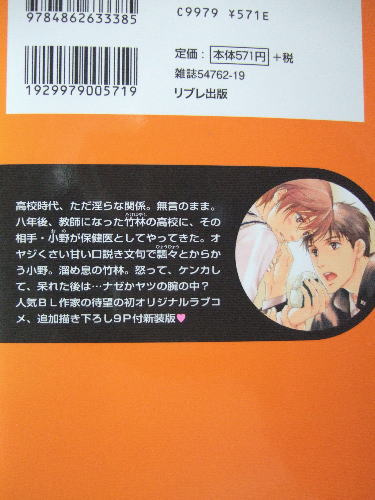 9784862633385
C9979 ¥571E
定価：本体571円+税
雑誌54762-19
1929979005719
リブレ出版
高校時代、ただ淫らな関係。無言のまま。
八年後、教師になった竹林の高校に、その
相手・小野が保健医としてやってきた。オ
ヤジくさい甘い口説き文句で飄々とからか
う小野。溜め息の竹林。怒って、ケンカし
て、呆れた後は…ナゼかヤツの腕の中？
人気BL作家の待望の初オリジナルラブコ
メ、追加描き下ろし9P付新装版♥